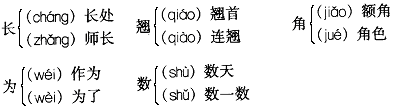 长 (cháng) 长处 翘 (qiáo) 翘首 角 (jiǎo) 额角
(zhǎng) 师长 (qiào) 连翘 (jué) 角色
为 (wéi) 作为 数 (shù) 数天
(wèi) 为了 (shǔ) 数一数